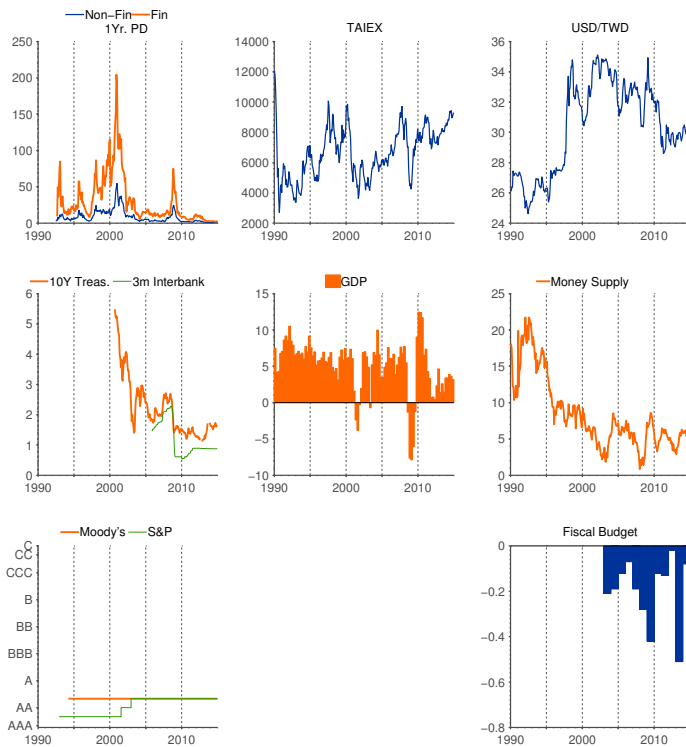 Non−Fin Fin
1Yr. PD
250
200
150
100
50
0
1990 2000 2010
TAIEX
14000
12000
10000
8000
6000
4000
2000
1990 2000 2010
USD/TWD
36
34
32
30
28
26
24
1990 2000 2010
10Y Treas. 3m Interbank
6
5
4
3
2
1
0
1990 2000 2010
GDP
15
10
5
0
−5
−10
1990 2000 2010
Money Supply
25
20
15
10
5
0
1990 2000 2010
Moody's S&P
C
CC
CCC
B
BB
BBB
A
AA
AAA
1990 2000 2010
Fiscal Budget
0
−0.2
−0.4
−0.6
−0.8
1990 2000 2010